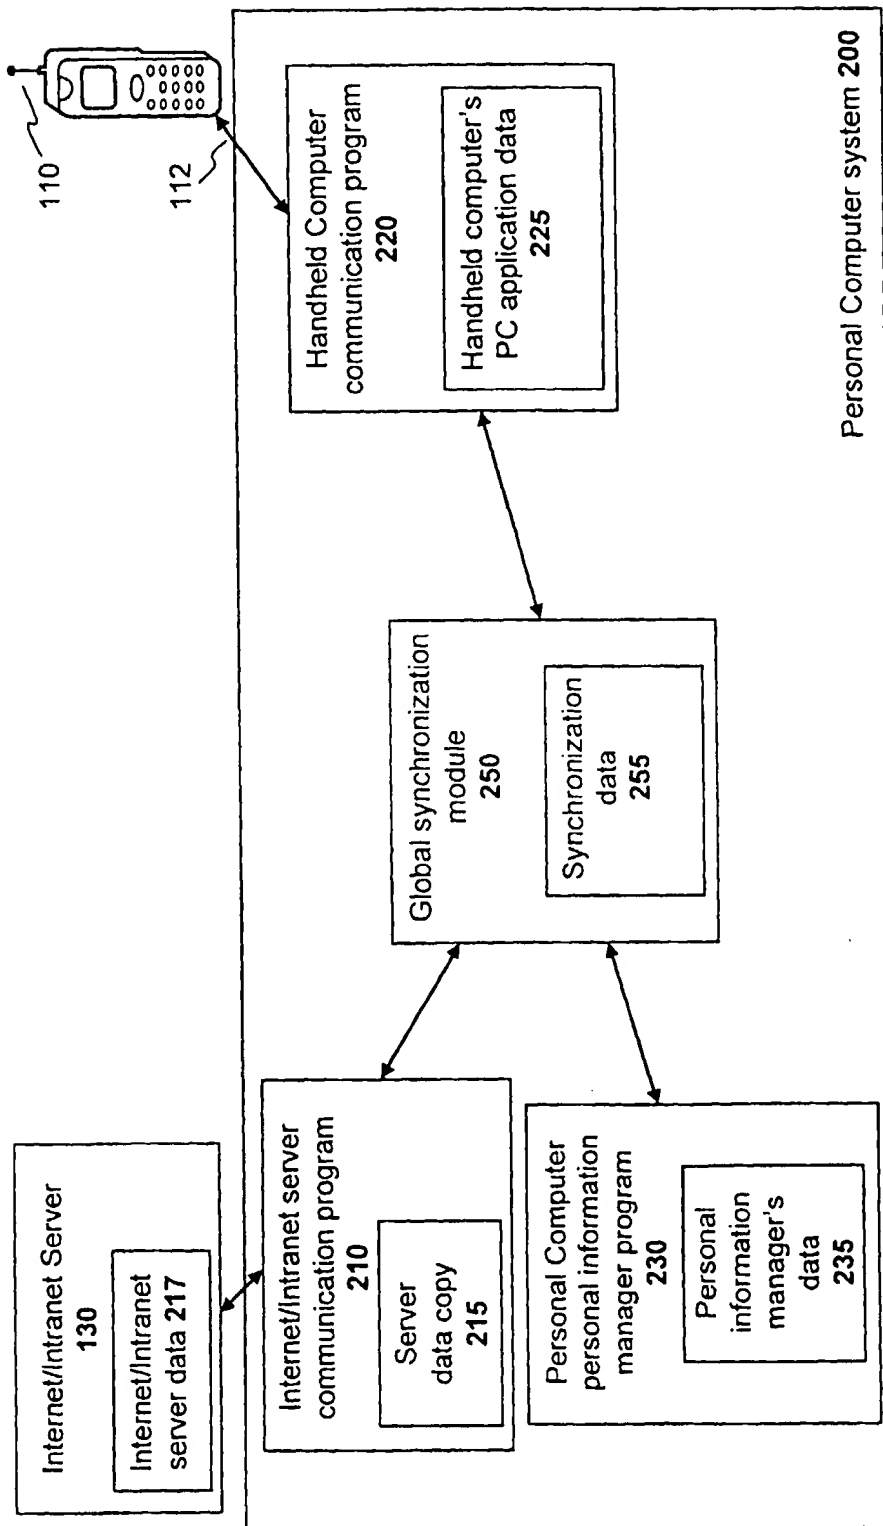 Internet/Intranet Server
130
Internet/Intranet
server data 217
110
112
Internet/Intranet server
communication program
210
Server
data copy
215
Personal Computer
personal information
manager program
230
Personal
information
manager's
data
235
Global synchronization
module
250
Synchronization
data
255
Handheld Computer
communication program
220
Handheld computer's
PC application data
225
Personal Computer system 200